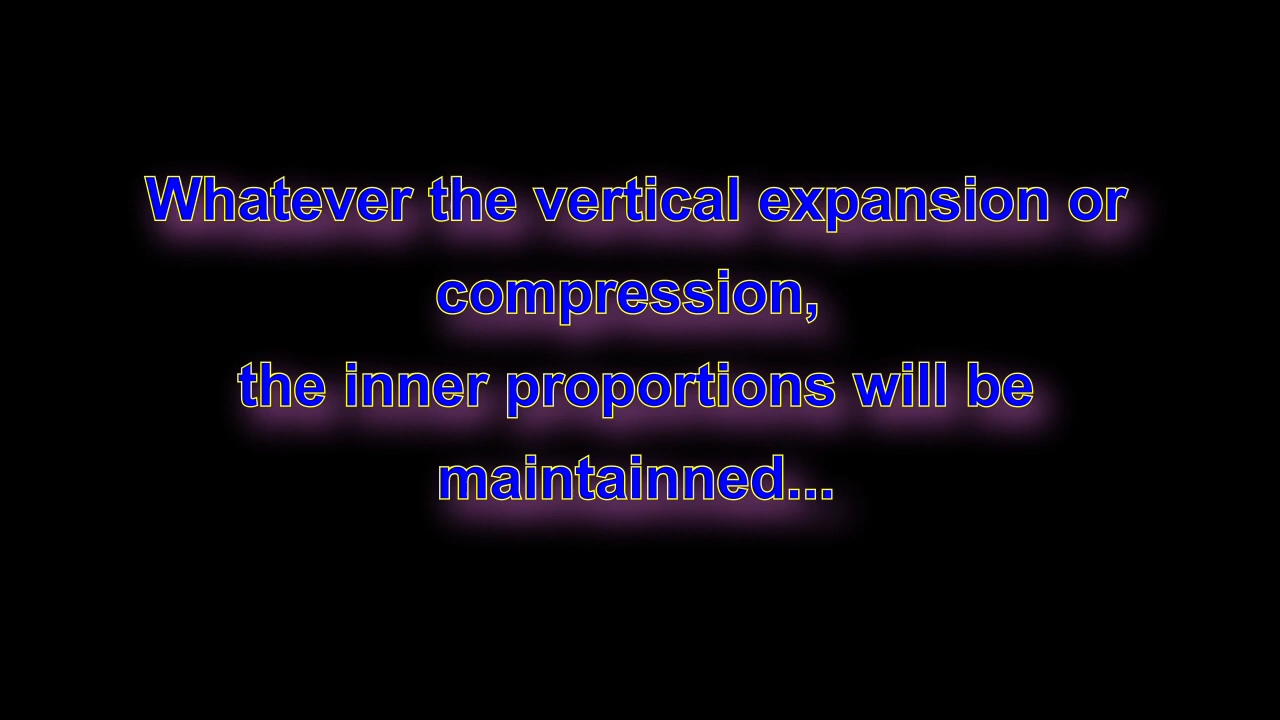 Whatever the vertical expansion or
compression,
the inner proportions will be
maintainned...